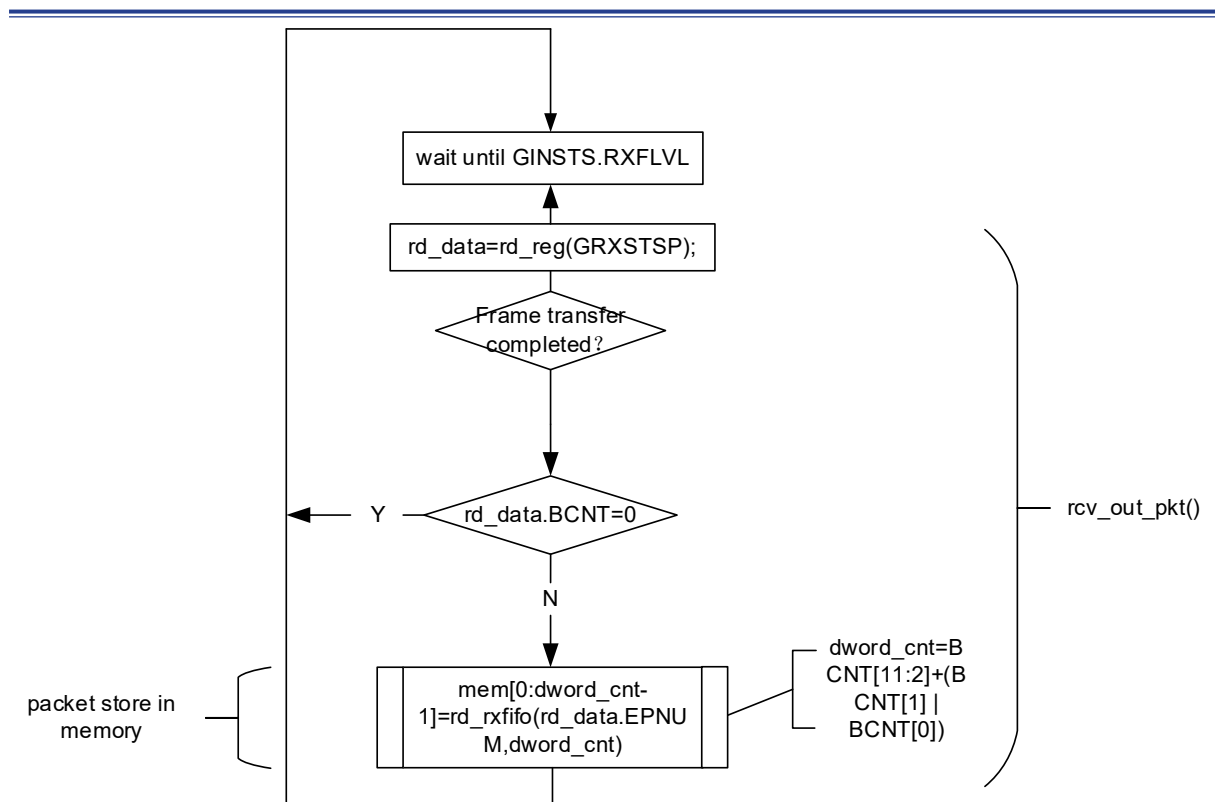 wait until GINSTS.RXFLVL
rd_data=rd_reg(GRXSTSP);
Frame transfer
completed？
rd_data.BCNT=0
Y
rcv_out_pkt()
N
packet store in
memory
mem[0:dword_cnt-
1]=rd_rxfifo(rd_data.EPNU
M,dword_cnt)
dword_cnt=B
CNT[11:2]+(B
CNT[1] |
BCNT[0])